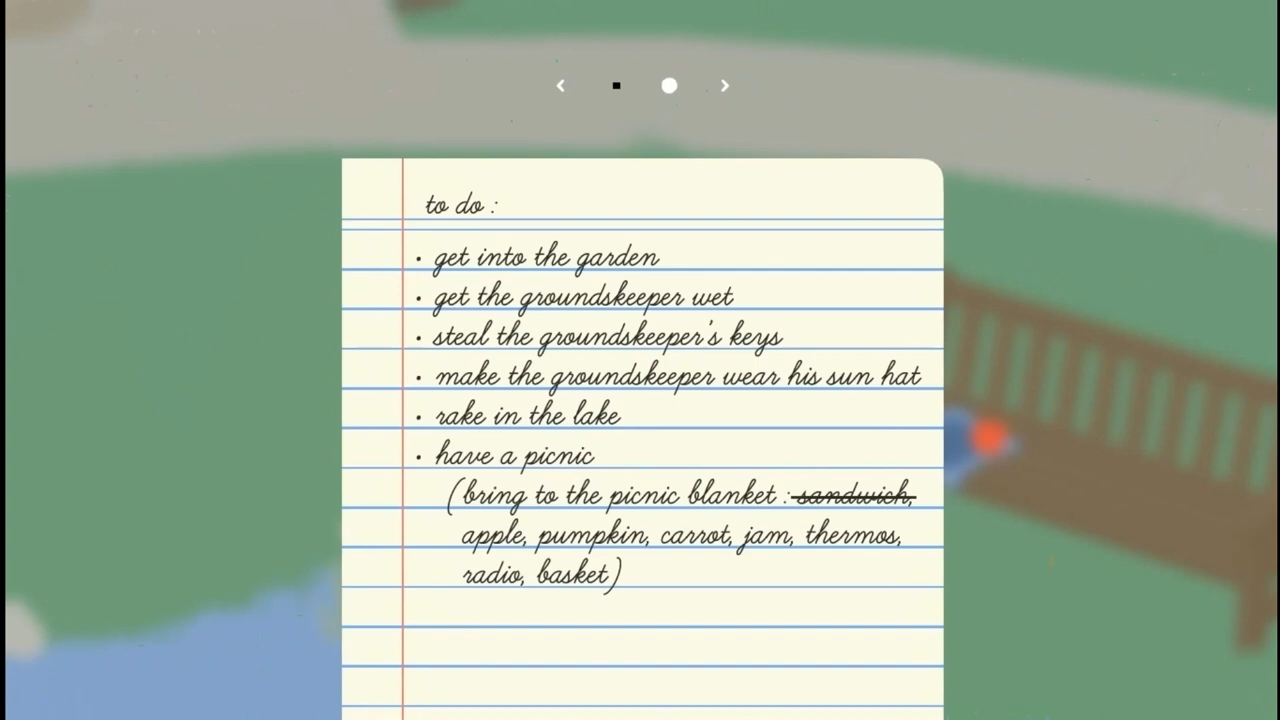 to do :
• get into the garden
• get the groundskeeper wet
• steal the groundskeeper's keys
• make the groundskeeper wear his sun hat
• rake in the lake
• have a picnic
(bring to the picnic blanket : sandwich,
apple, pumpkin, carrot, jam, thermos,
radio, basket)